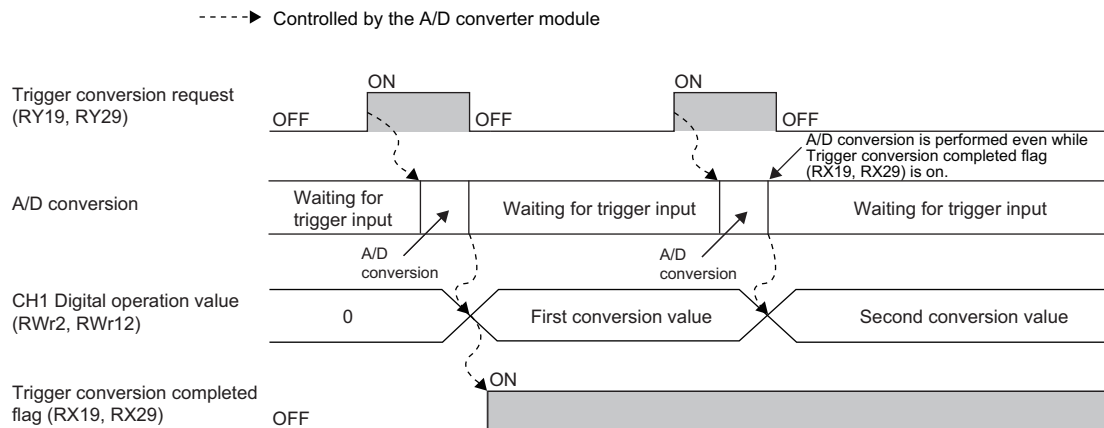 Controlled by the A/D converter module
Trigger conversion request
(RY19, RY29)
OFF
ON
OFF
ON
OFF
A/D conversion is performed even while
Trigger conversion completed flag
(RX19, RX29) is on.
A/D conversion
Waiting for
trigger input
Waiting for trigger input
Waiting for trigger input
A/D
conversion
A/D
conversion
CH1 Digital operation value
(RWr2, RWr12)
0
First conversion value
Second conversion value
Trigger conversion completed
flag (RX19, RX29)
OFF
ON